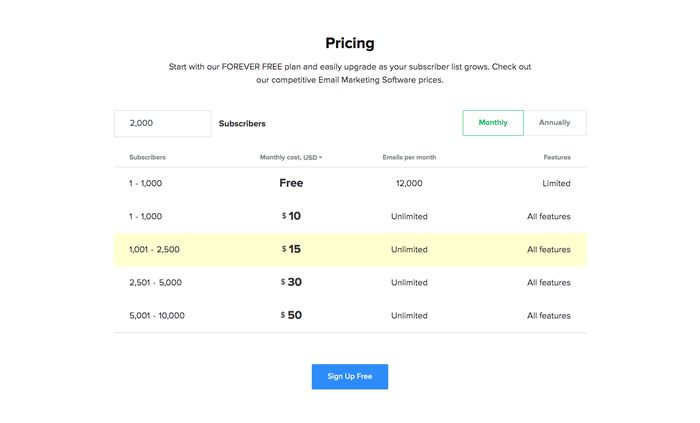 Pricing
Start with our FOREVER FREE plan and easily upgrade as your subscriber list grows. Check out
our competitive Email Marketing Software prices.
2,000 Subscribers Monthly Annually
Subscribers Monthly cost, USD Emails per month Features
1 - 1,000 Free 12,000 Limited
1 - 1,000 $ 10 Unlimited All features
1,001 - 2,500 $ 15 Unlimited All features
2,501 - 5,000 $ 30 Unlimited All features
5,001 - 10,000 $ 50 Unlimited All features
Sign Up Free